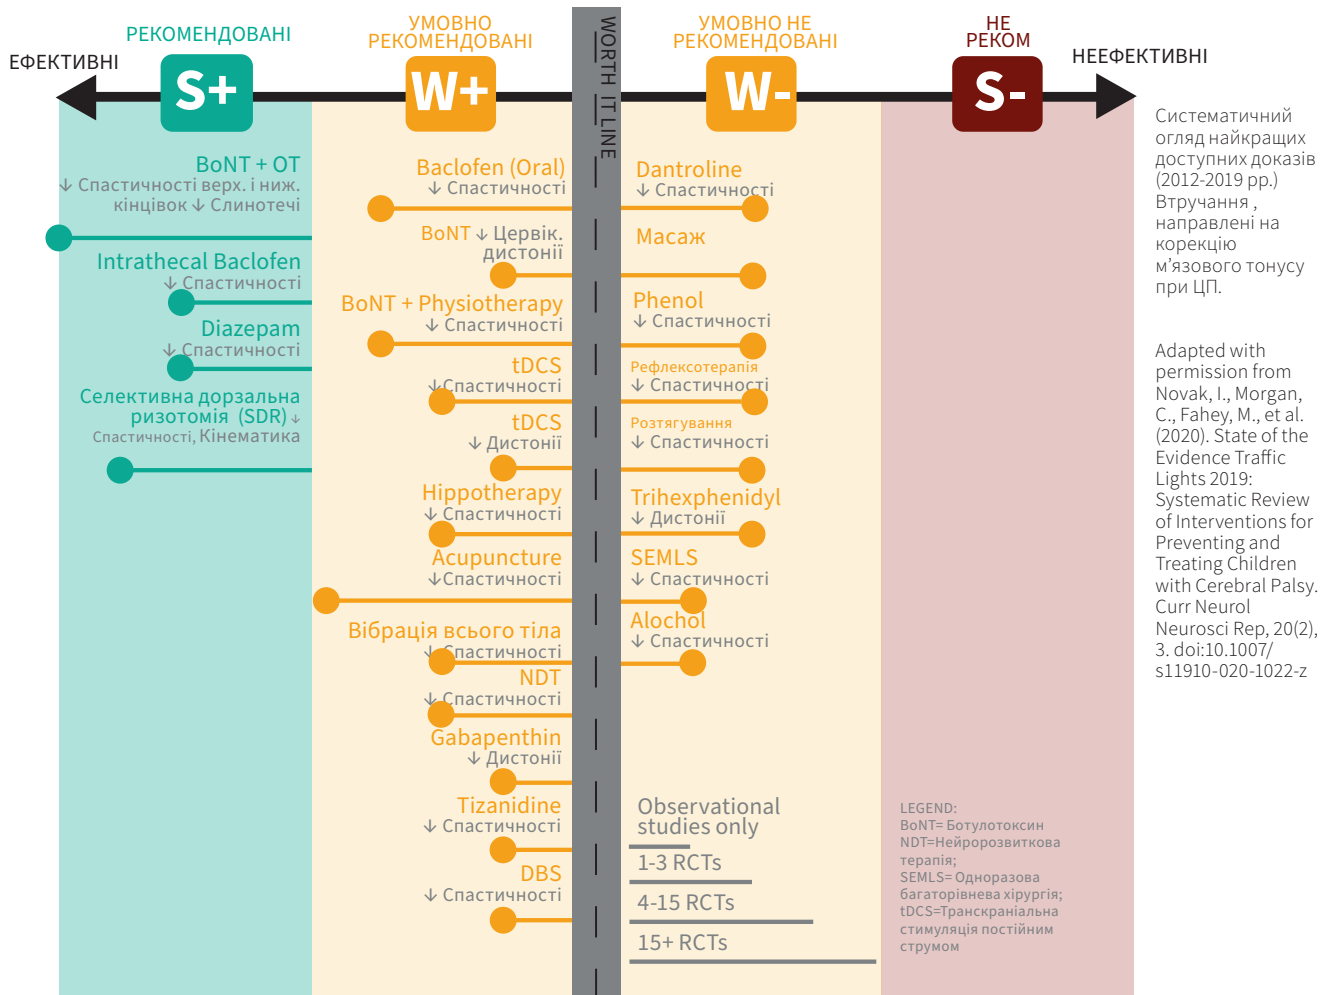 РЕКОМЕНДОВАНІ
УМОВНО
РЕКОМЕНДОВАНІ
УМОВНО НЕ
РЕКОМЕНДОВАНІ
НЕ
РЕКОМ
ЕФЕКТИВНІ
НЕЕФЕКТИВНІ
S+
W+
WORTH IT LINE
W-
S-
BoNT + OT
↓ Спастичності верх. і ниж.
кінцівок ↓ Слинотечі
Intrathecal Baclofen
↓ Спастичності
Diazepam
↓ Спастичності
Селективна дорзальна
ризотомія (SDR) ↓
Спастичності, Кінематика
Baclofen (Oral)
↓ Спастичності
BoNT ↓ Цервік.
дистонії
BoNT + Physiotherapy
↓ Спастичності
tDCS
↓Спастичності
tDCS
↓ Дистонії
Hippotherapy
↓ Спастичності
Acupuncture
↓Спастичності
Вібрація всього тіла
↓ Спастичності
NDT
↓ Спастичності
Gabapenthin
↓ Дистонії
Tizanidine
↓ Спастичності
DBS
↓ Спастичності
Dantroline
↓ Спастичності
Масаж
Phenol
↓ Спастичності
Рефлексотерапія
↓ Спастичності
Розтягування
↓ Спастичності
Trihexphenidyl
↓ Дистонії
SEMLS
↓ Спастичності
Alochol
↓ Спастичності
Observational
studies only
1-3 RCTs
4-15 RCTs
15+ RCTs
LEGEND:
BoNT= Ботулотоксин
NDT=Нейророзвиткова
терапія;
SEMLS= Одноразова
багаторівнева хірургія;
tDCS=Транскраніальна
стимуляція постійним
струмом
Систематичний
огляд найкращих
доступних доказів
(2012-2019 рр.)
Втручання ,
направлені на
корекцію
м’язового тонусу
при ЦП.
Adapted with
permission from
Novak, I., Morgan,
C., Fahey, M., et al.
(2020). State of the
Evidence Traffic
Lights 2019:
Systematic Review
of Interventions for
Preventing and
Treating Children
with Cerebral Palsy.
Curr Neurol
Neurosci Rep, 20(2),
3. doi:10.1007/
s11910-020-1022-z